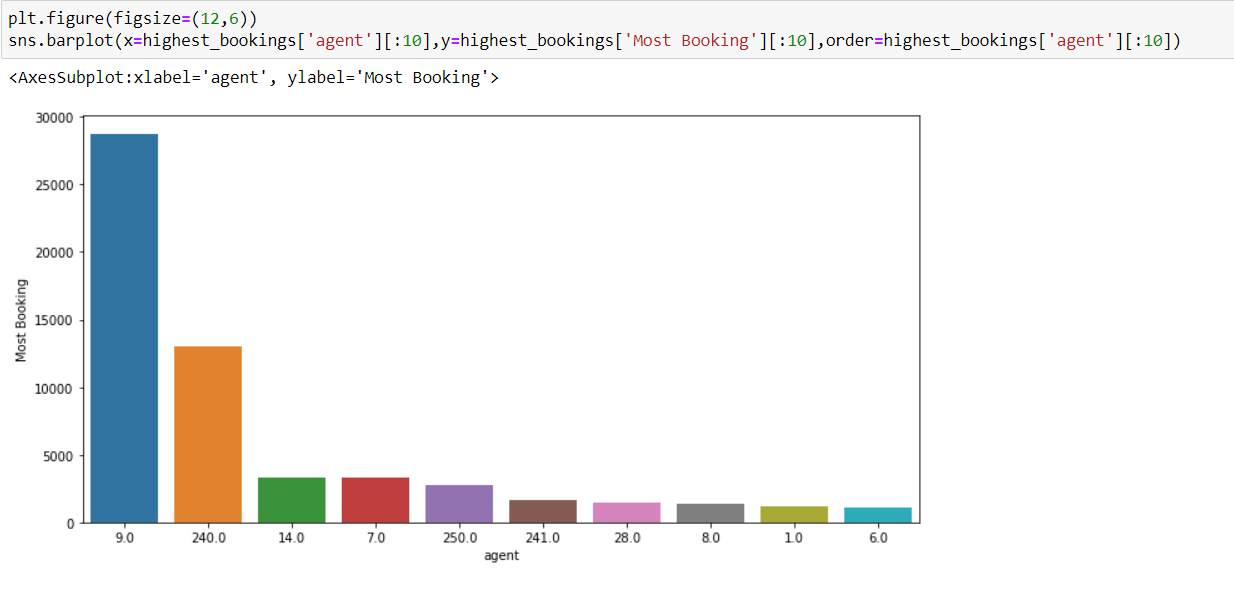 plt.figure(figsize=(12,6))
sns.barplot(x=highest_bookings['agent'][:10],y=highest_bookings['Most Booking'][:10],order=highest_bookings['agent'][:10])
<AxesSubplot:xlabel='agent', ylabel='Most Booking'>
30000
25000
20000
15000
10000
5000
0
Most Booking
9.0 240.0 14.0 7.0 250.0 241.0 28.0 8.0 1.0 6.0
agent